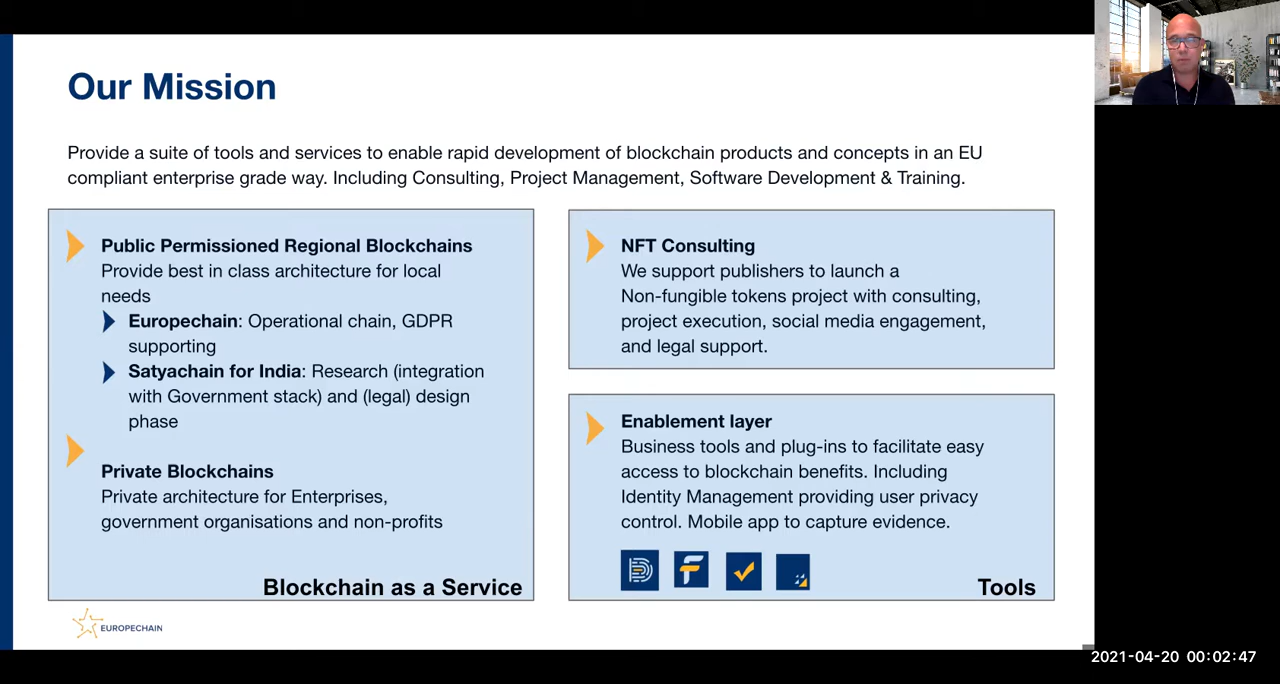 Our Mission
Provide a suite of tools and services to enable rapid development of blockchain products and concepts in an EU
compliant enterprise grade way. Including Consulting, Project Management, Software Development & Training.
Public Permissioned Regional Blockchains
Provide best in class architecture for local
needs
Europechain: Operational chain, GDPR
supporting
Satyachain for India: Research (integration
with Government stack) and (legal) design
phase
Private Blockchains
Private architecture for Enterprises,
government organisations and non-profits
Blockchain as a Service
NFT Consulting
We support publishers to launch a
Non-fungible tokens project with consulting,
project execution, social media engagement,
and legal support.
Enablement layer
Business tools and plug-ins to facilitate easy
access to blockchain benefits. Including
Identity Management providing user privacy
control. Mobile app to capture evidence.
Tools
EUROPECHAIN
2021-04-20 00:02:47